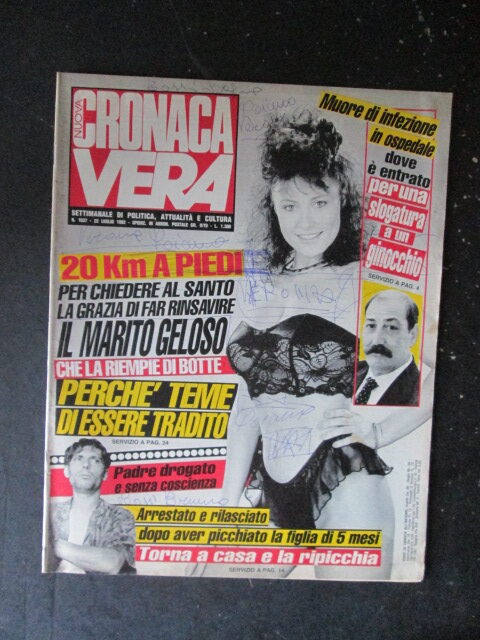 NUOVA
CRONACA
VERA
SETTIMANALE DI POLITICA, ATTUALITÀ E CULTURA
L. 1.300
20 Km A PIEDI
PER CHIEDERE AL SANTO
LA GRAZIA DI FAR RINSAVIRE
IL MARITO GELOSO
CHE LA RIEMPIE DI BOTTE
PERCHE' TEME
DI ESSERE TRADITO
SERVIZIO A PAG. 24
Muore di infezione
in ospedale
dove
è entrato
per una
slogatura
a un
ginocchio
SERVIZIO A PAG. 4
Padre drogato
e senza coscienza
Arrestato e rilasciato
dopo aver picchiato la figlia di 5 mesi
Torna a casa e la ripicchia
SERVIZIO A PAG. 14